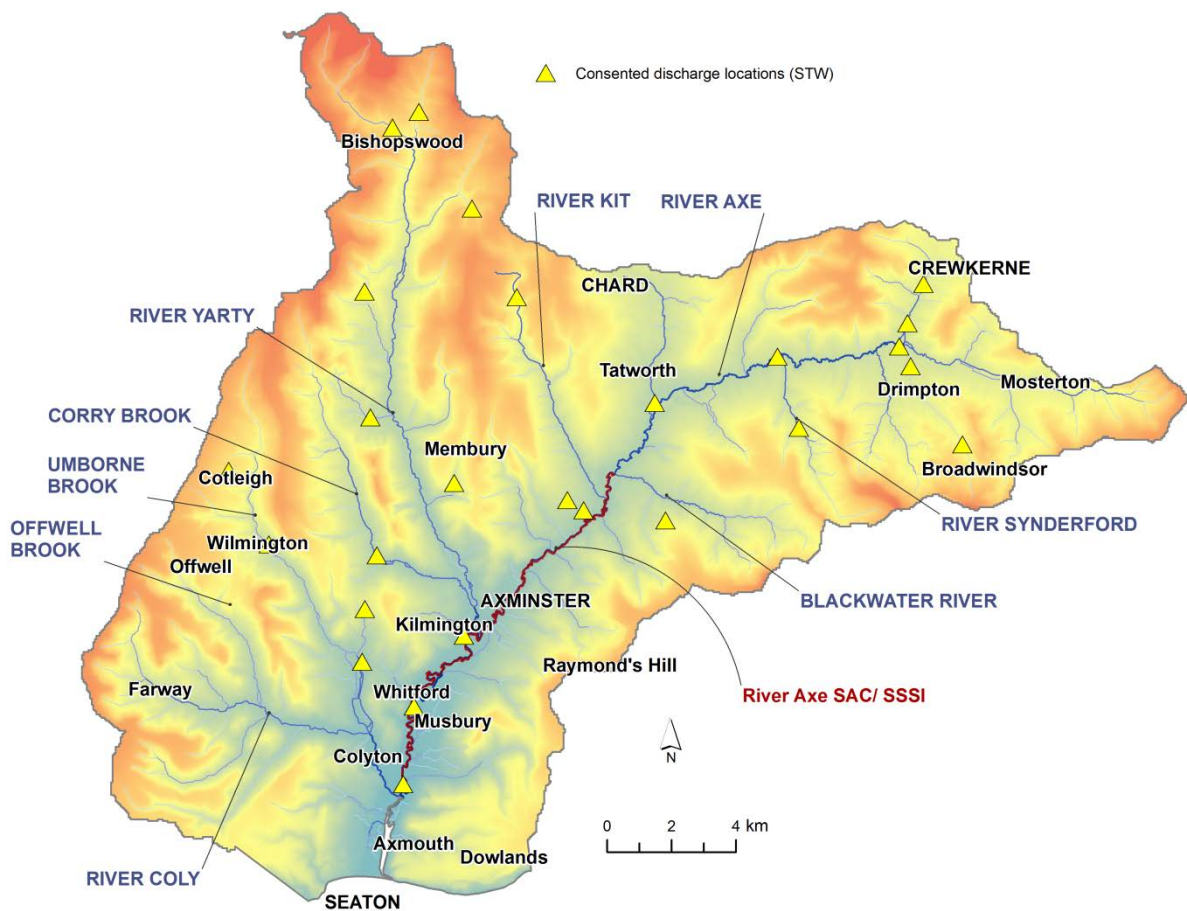 Consented discharge locations (STW)
Bishopswood
RIVER KIT
RIVER AXE
CREWKERNE
CHARD
RIVER YARTY
Tatworth
Drimpton
Mosterton
CORRY BROOK
Membury
Broadwindsor
UMBORNE
BROOK
Cotleigh
RIVER SYNDERFORD
OFFWELL
BROOK
Wilmington
Offwell
BLACKWATER RIVER
AXMINSTER
Kilmington
Raymond's Hill
Farway
Whitford
River Axe SAC/ SSSI
Musbury
Colyton
N
0 2 4 km
Axmouth
Dowlands
RIVER COLY
SEATON